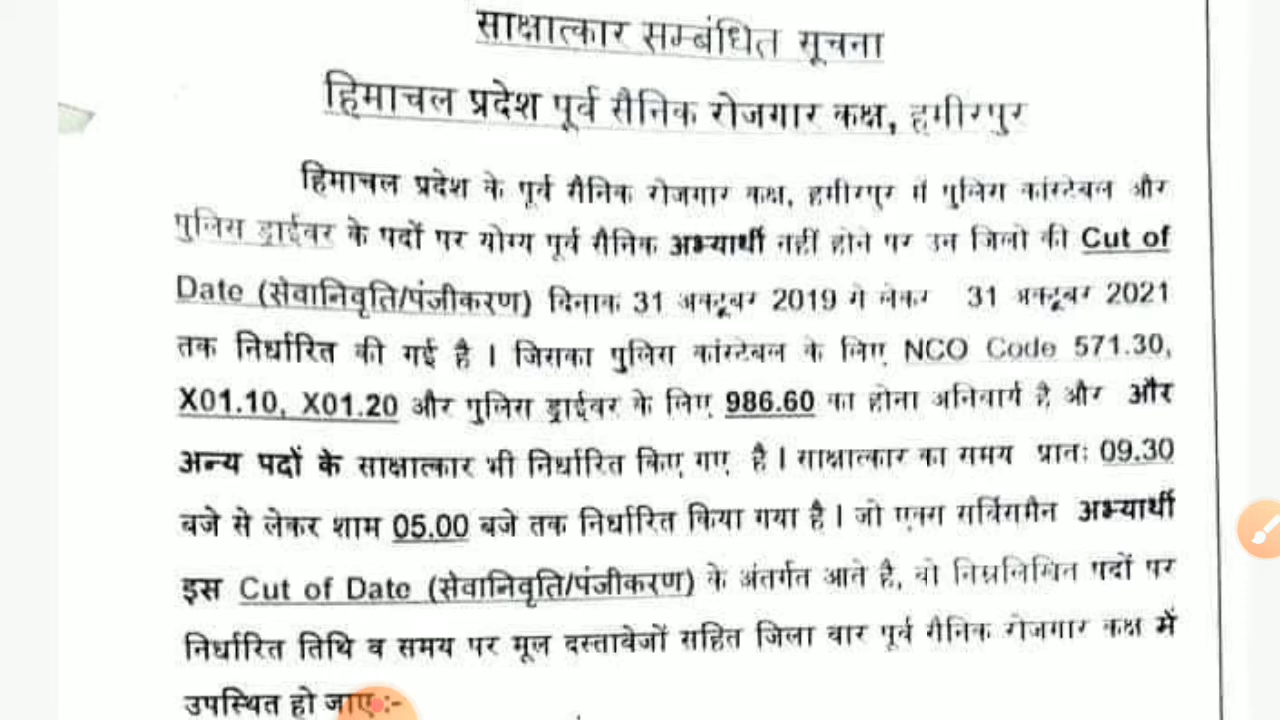 साक्षात्कार सम्बंधित सूचना
हिमाचल प्रदेश पूर्व सैनिक रोजगार कक्ष, हमीरपुर
हिमाचल प्रदेश के पूर्व सैनिक रोजगार कक्ष, हमीरपुर में पुलिस कांस्टेबल और
पुलिस ड्राईवर के पदों पर योग्य पूर्व सैनिक अभ्यार्थी नहीं होने पर उन जिलो की Cut of
Date (सेवानिवृति/पंजीकरण) दिनाक 31 अक्टूबर 2019 से लेकर 31 अक्टूबर 2021
तक निर्धारित की गई है । जिसका पुलिस कांस्टेबल के लिए NCO Code 571.30,
X01.10, X01.20 और पुलिस ड्राईवर के लिए 986.60 का होना अनिवार्य है और और
अन्य पदों के साक्षात्कार भी निर्धारित किए गए है । साक्षात्कार का समय प्रातः 09.30
बजे से लेकर शाम 05.00 बजे तक निर्धारित किया गया है । जो एक्स सर्विसमैन अभ्यार्थी
इस Cut of Date (सेवानिवृति/पंजीकरण) के अंतर्गत आते है, वो निम्नलिखित पदों पर
निर्धारित तिथि व समय पर मूल दस्तावेजों सहित जिला वार पूर्व सैनिक रोजगार कक्ष में
उपस्थित हो जाए :-